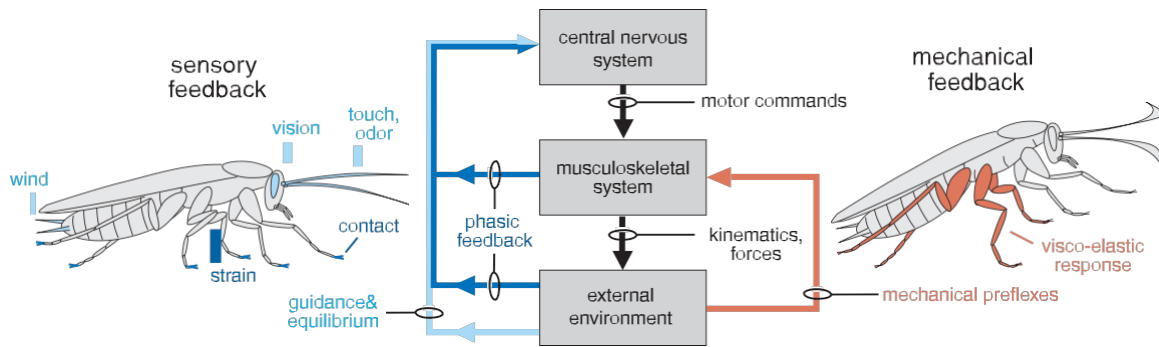 sensory
feedback
touch,
odor
vision
wind
contact
strain
guidance&
equilibrium
phasic
feedback
central nervous
system
motor commands
musculoskeletal
system
kinematics,
forces
external
environment
mechanical
feedback
visco-elastic
response
mechanical preflexes